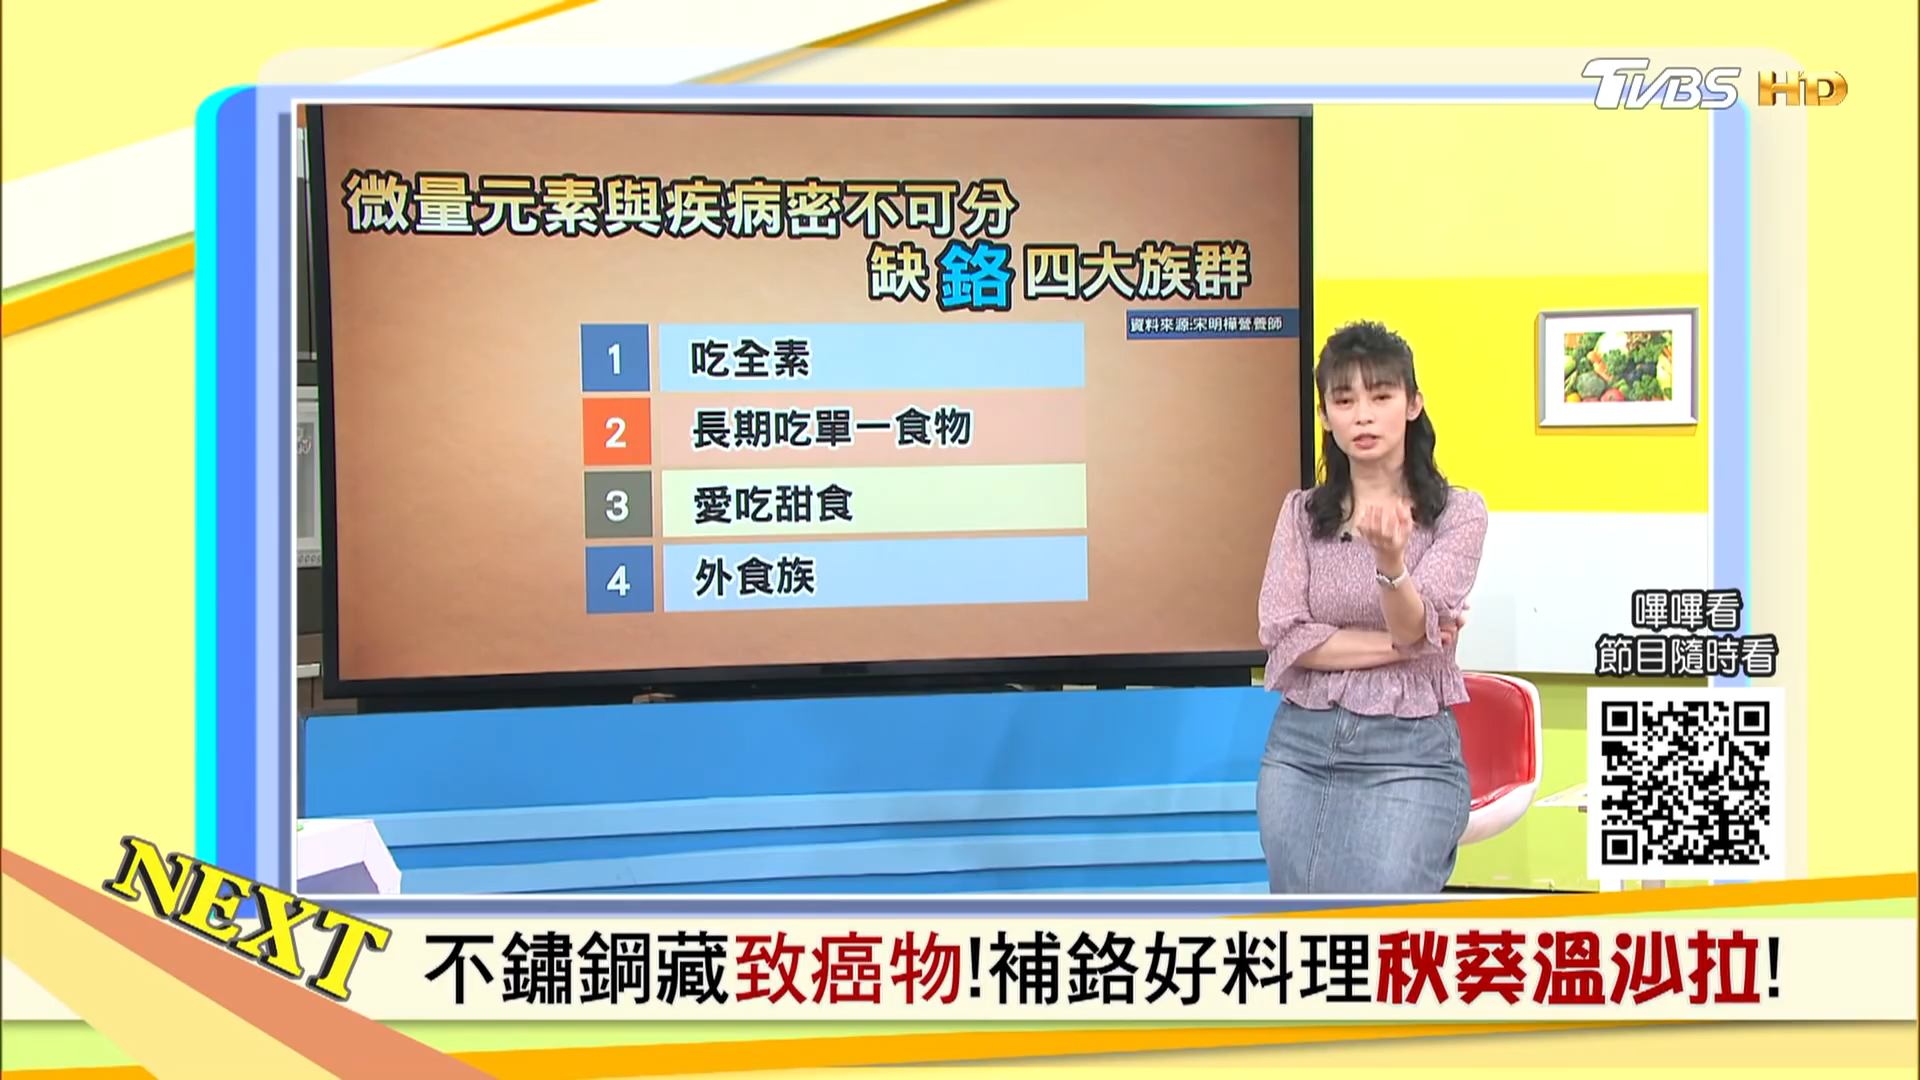 TVBS HD
微量元素與疾病密不可分
缺鉻四大族群
資料來源:宋明樺營養師
1 吃全素
2 長期吃單一食物
3 愛吃甜食
4 外食族
嗶嗶看
節目隨時看
NEXT
不鏽鋼藏致癌物!補鉻好料理秋葵溫沙拉!